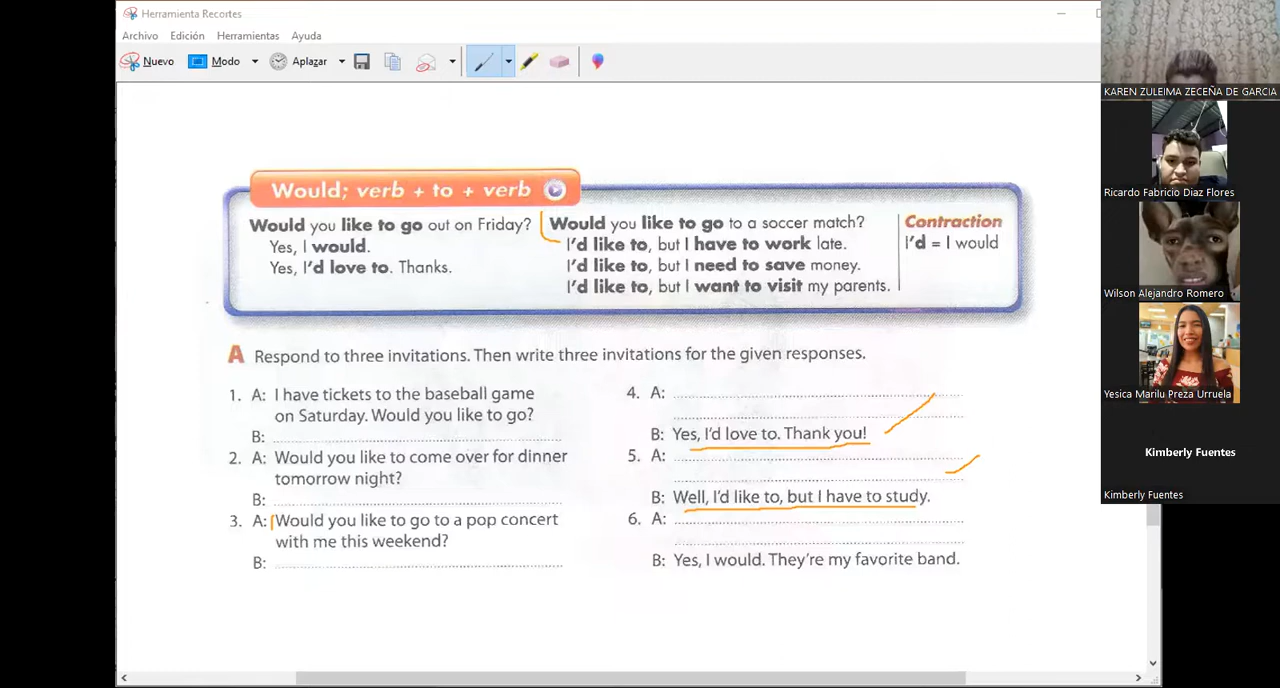 Herramienta Recortes
Archivo Edición Herramientas Ayuda
Nuevo Modo Aplazar
Would; verb + to + verb
Would you like to go out on Friday?
Yes, I would.
Yes, I'd love to. Thanks.
Would you like to go to a soccer match?
I'd like to, but I have to work late.
I'd like to, but I need to save money.
I'd like to, but I want to visit my parents.
Contraction
I'd = I would
A Respond to three invitations. Then write three invitations for the given responses.
1. A: I have tickets to the baseball game
on Saturday. Would you like to go?
B:
2. A: Would you like to come over for dinner
tomorrow night?
B:
3. A: Would you like to go to a pop concert
with me this weekend?
B:
4. A:
B: Yes, I'd love to. Thank you!
5. A:
B: Well, I'd like to, but I have to study.
6. A:
B: Yes, I would. They're my favorite band.
KAREN ZULEIMA ZECEÑA DE GARCIA
Ricardo Fabricio Diaz Flores
Wilson Alejandro Romero
Yesica Marilu Preza Urruela
Kimberly Fuentes
Kimberly Fuentes